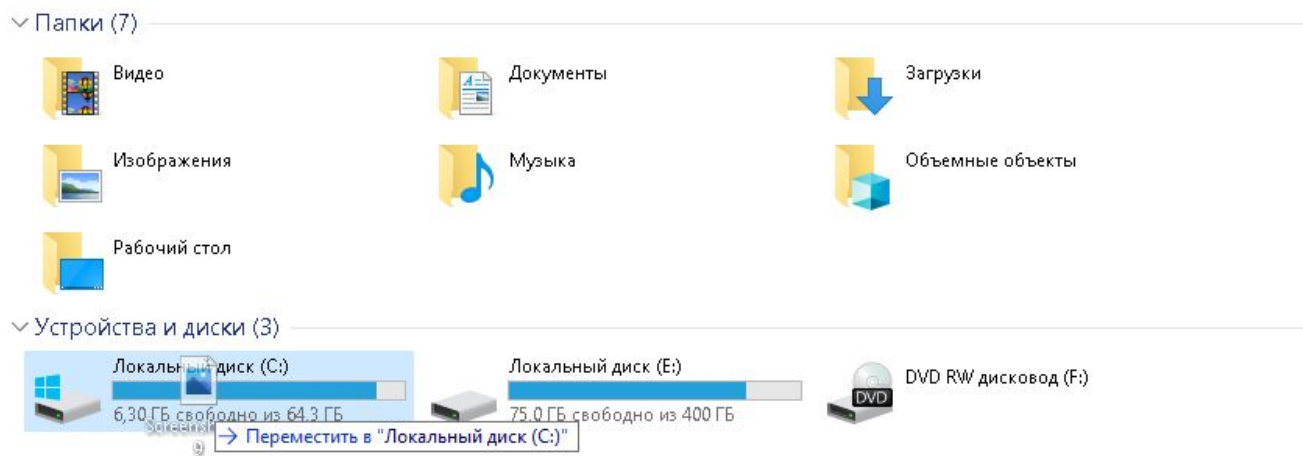 Папки (7)
Видео
Документы
Загрузки
Изображения
Музыка
Объемные объекты
Рабочий стол
Устройства и диски (3)
Локальный диск (C:)
6,30 ГБ свободно из 64,3 ГБ
Локальный диск (E:)
75,0 ГБ свободно из 400 ГБ
DVD RW дисковод (F:)
DVD
9
→ Переместить в "Локальный диск (C:)"